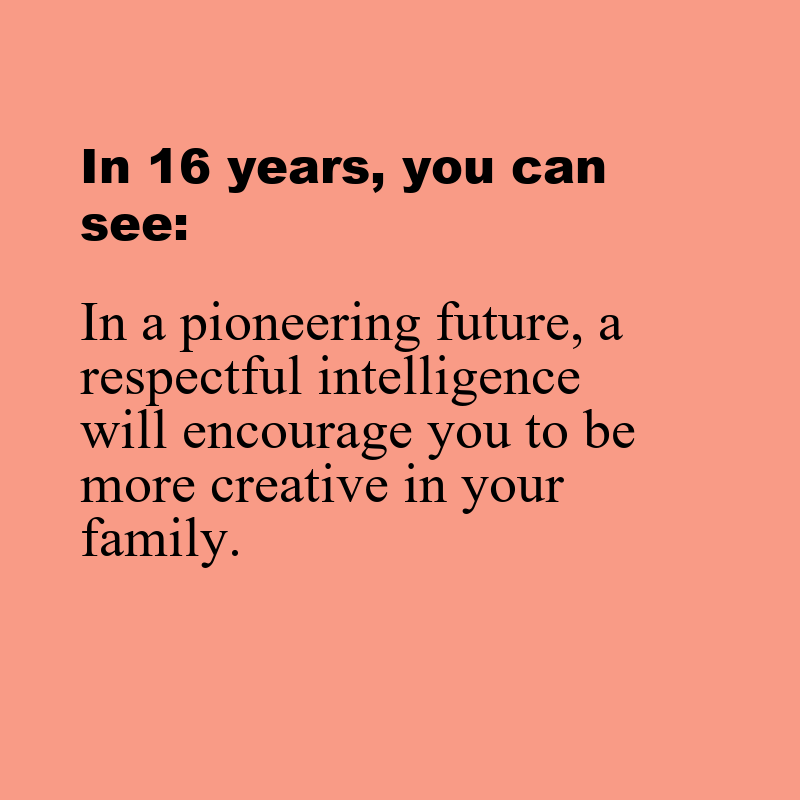 In 16 years, you can
see:
In a pioneering future, a
respectful intelligence
will encourage you to be
more creative in your
family.